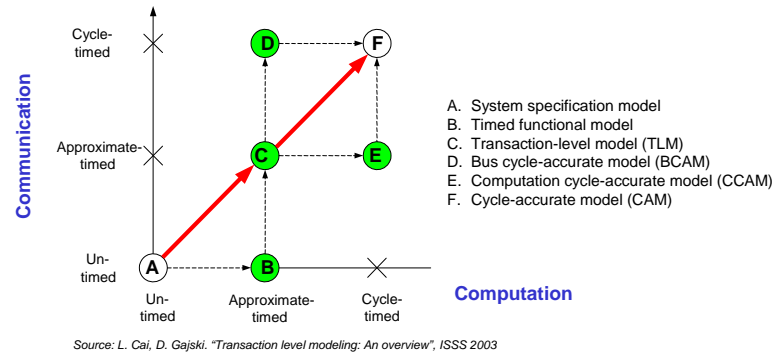 Communication
Cycle-
timed
Approximate-
timed
Un-
timed
D
F
C
E
A
B
Un-
timed
Approximate-
timed
Cycle-
timed
Computation
A. System specification model
B. Timed functional model
C. Transaction-level model (TLM)
D. Bus cycle-accurate model (BCAM)
E. Computation cycle-accurate model (CCAM)
F. Cycle-accurate model (CAM)
Source: L. Cai, D. Gajski. “Transaction level modeling: An overview”, ISSS 2003